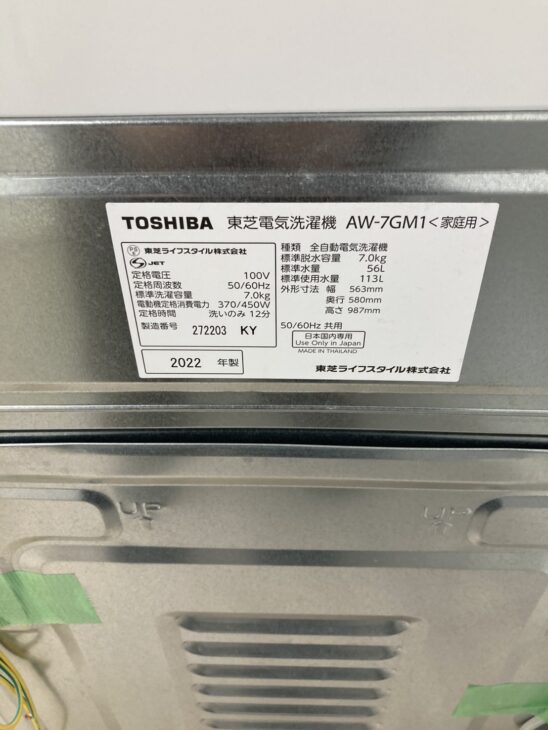 TOSHIBA 東芝電気洗濯機 AW-7GM1<家庭用>
PS E 東芝ライフスタイル株式会社
S JET
定格電圧 100V
定格周波数 50/60Hz
標準洗濯容量 7.0kg
電動機定格消費電力 370/450W
定格時間 洗いのみ 12分
製造番号 272203 KY
2022 年製
種類 全自動電気洗濯機
標準脱水容量 7.0kg
標準水量 56L
標準使用水量 113L
外形寸法 幅 563mm
奥行 580mm
高さ 987mm
50/60Hz 共用
日本国内専用
Use Only in Japan
MADE IN THAILAND
東芝ライフスタイル株式会社
UP
UP